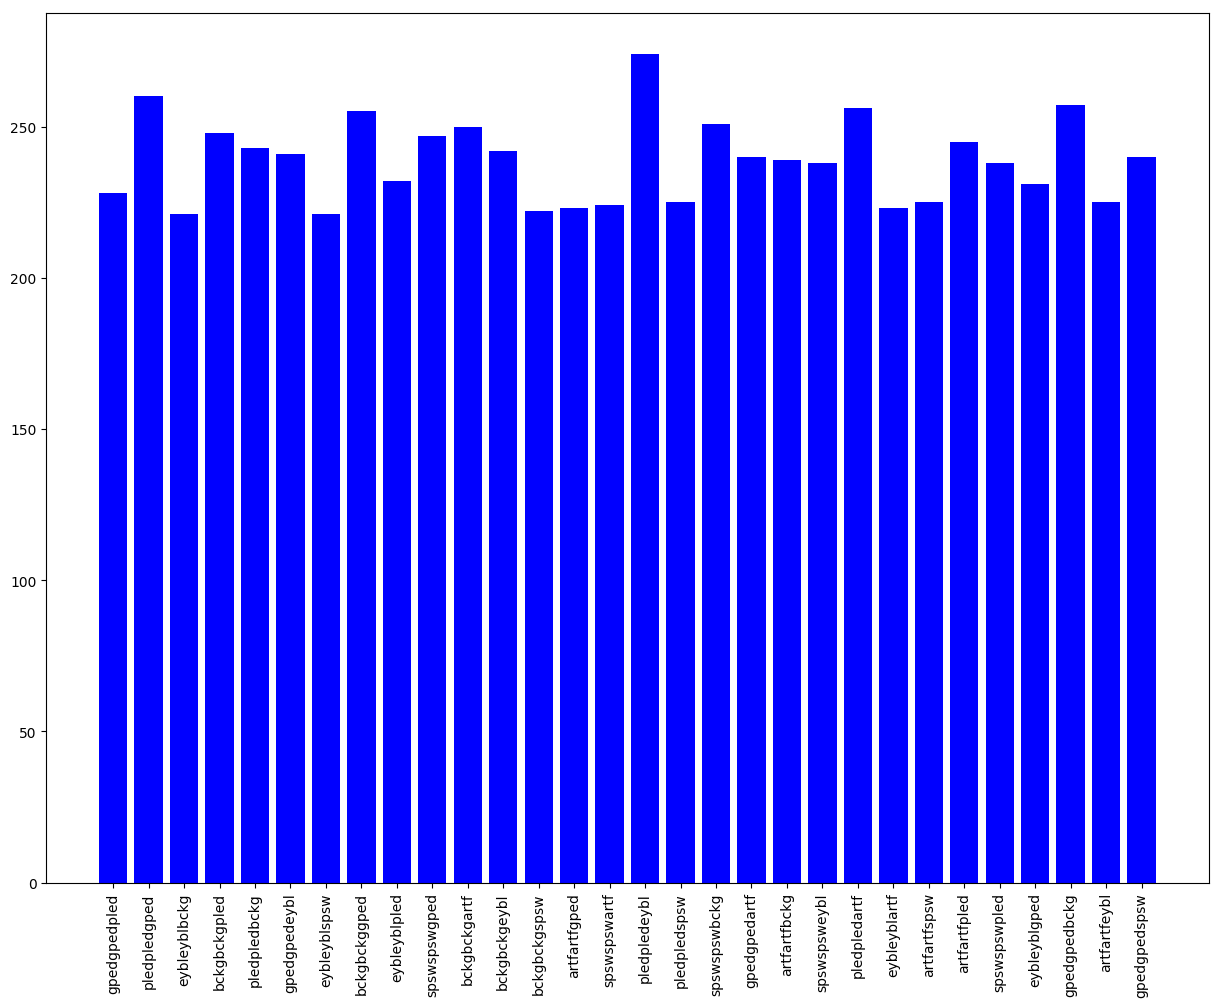 250
200
150
100
50
0
gpedgpedpled
pledpledgped
eybleyblbckg
bckgbckgpled
pledpledbckg
gpedgpedeybl
eybleyblspsw
bckgbckggped
eybleyblpled
spswspswgped
bckgbckgartf
bckgbckgeybl
bckgbckgspsw
artfartfgped
spswspswartf
pledpledeybl
pledpledspsw
spswspswbckg
gpedgpedartf
artfartfbckg
spswspsweybl
pledpledartf
eybleyblartf
artfartfspsw
artfartfpled
spswspswpled
eybleyblgped
gpedgpedbckg
artfartfeybl
gpedgpedspsw